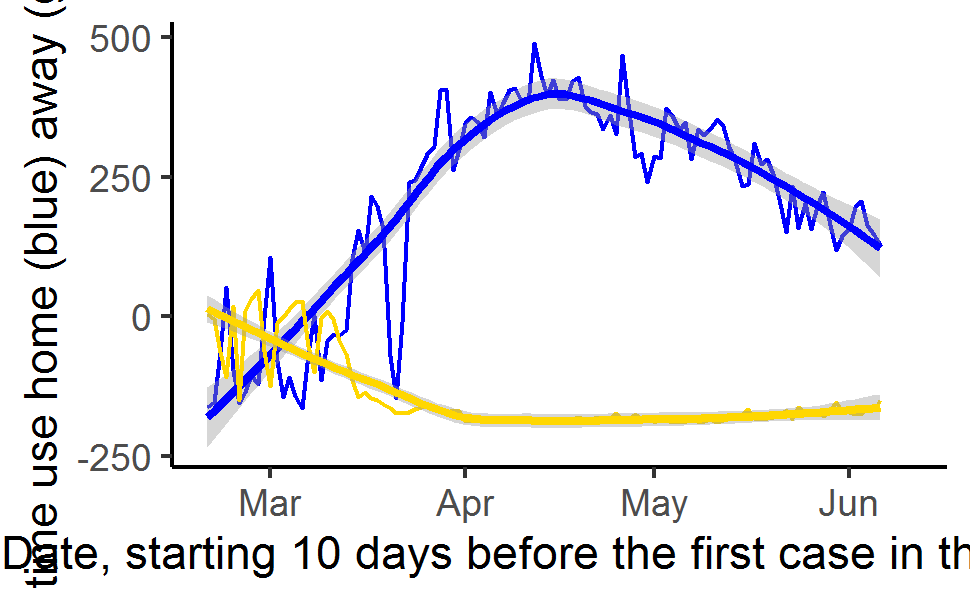 time use home (blue) away (
500
250
0
-250
Mar Apr May Jun
Date, starting 10 days before the first case in th